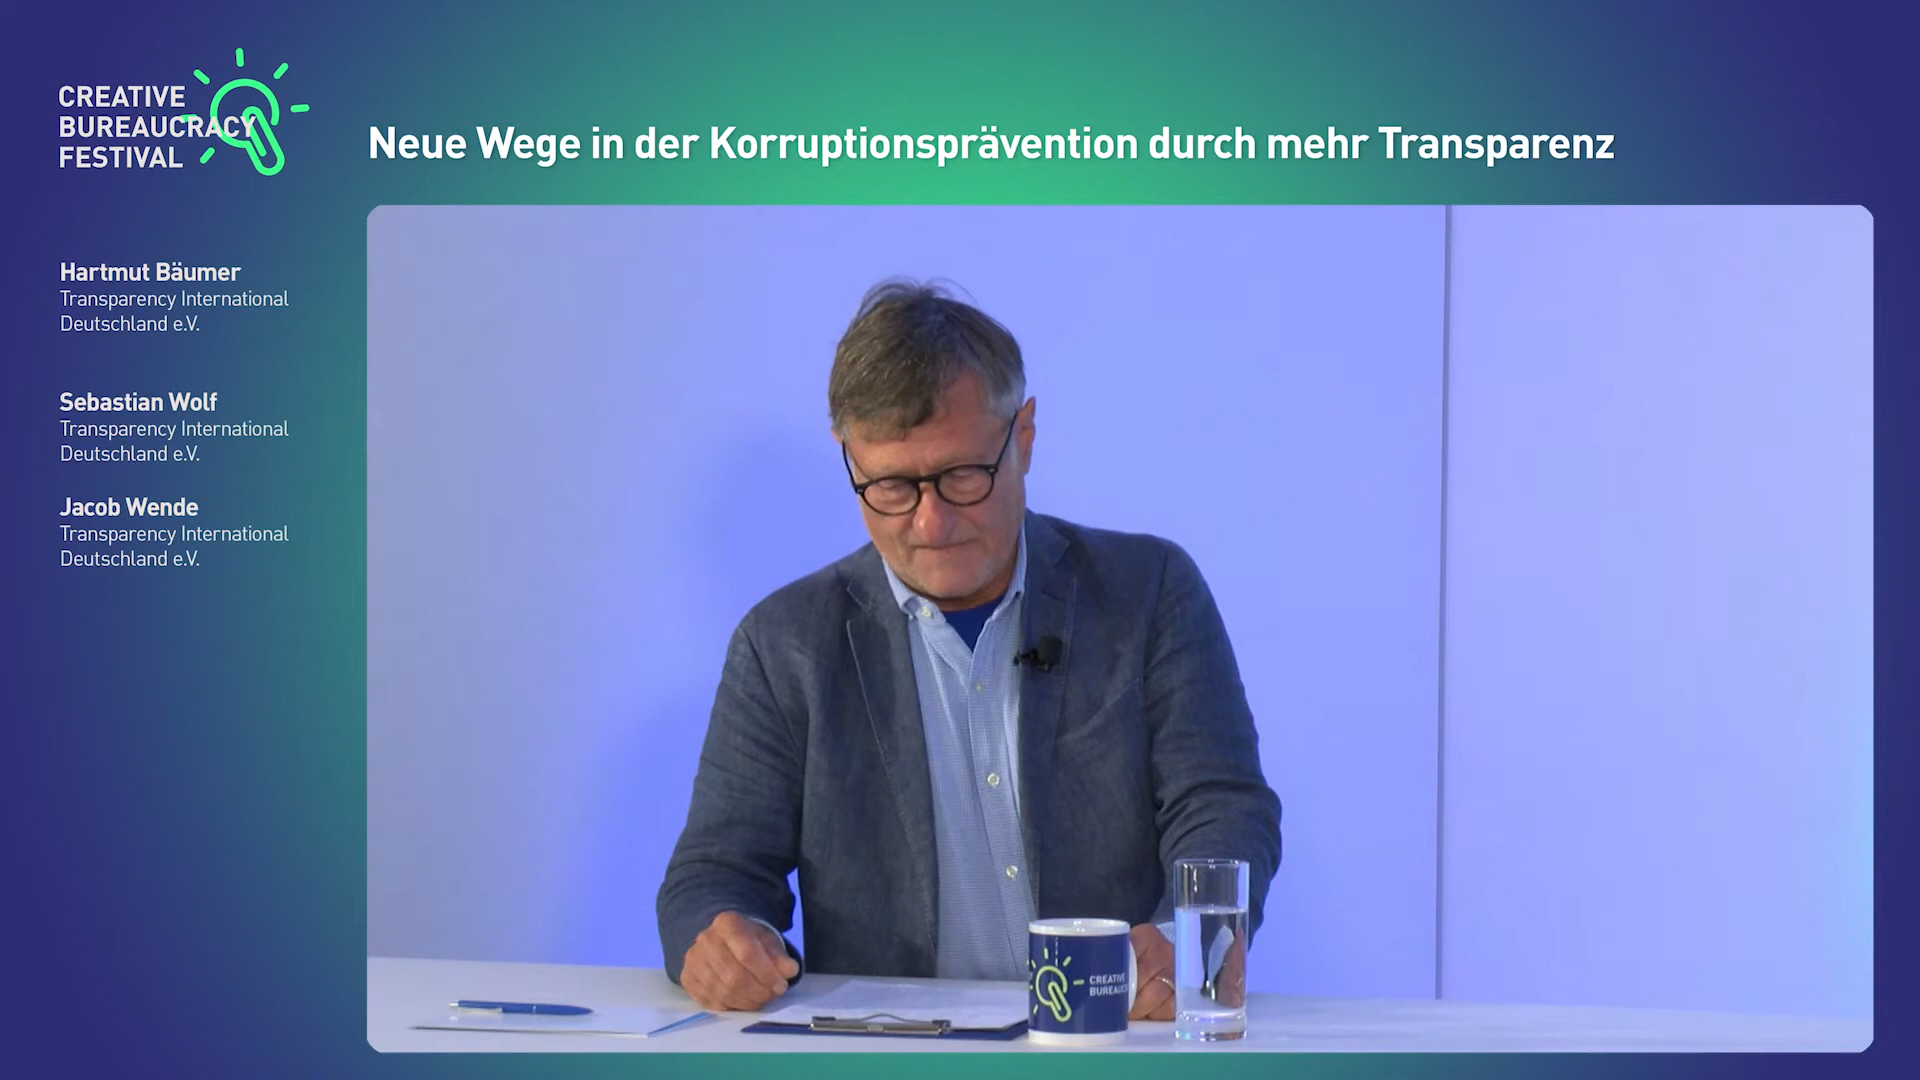 CREATIVE
BUREAUCRACY
FESTIVAL
Neue Wege in der Korruptionsprävention durch mehr Transparenz
Hartmut Bäumer
Transparency International
Deutschland e.V.
Sebastian Wolf
Transparency International
Deutschland e.V.
Jacob Wende
Transparency International
Deutschland e.V.
CREATIVE